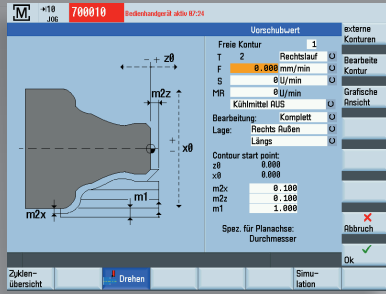 M →10 JOG 700010 Bedienhandgerät aktiv H7:24
Vorschubwert
externe Konturen
Freie Kontur 1
T 2 Rechtslauf
F 0.000 mm/min
Bearbeite Kontur
S 0 U/min
MR 0 U/min
Grafische Ansicht
Kühlmittel AUS
Bearbeitung: Komplett
Lage: Rechts Außen
Längs
Contour start point:
z0 0.000
x0 0.000
m2x 0.100
m2z 0.100
m1 1.000
Spez. für Planachse:
Durchmesser
Abbruch
Ok
z0
m2z
x0
m1
m2x
Zyklen-
übersicht
Drehen
Simu-
lation